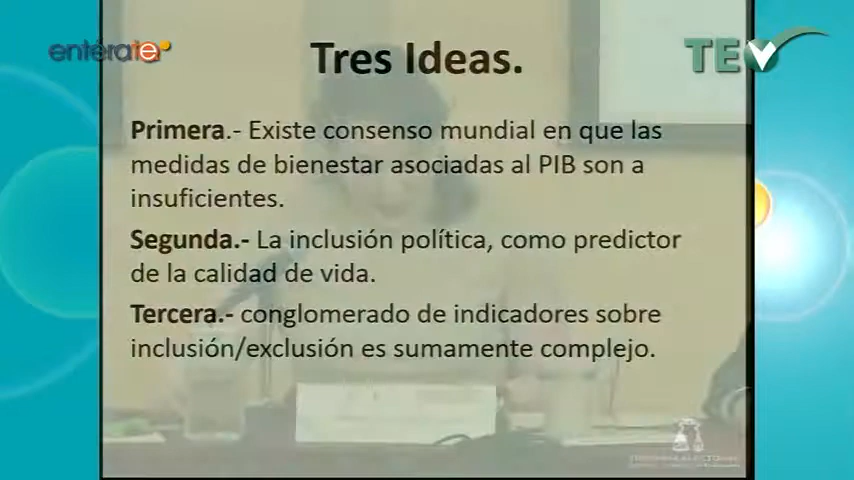 entérate
TEV
Tres Ideas.
Primera.- Existe consenso mundial en que las
medidas de bienestar asociadas al PIB son a
insuficientes.
Segunda.- La inclusión política, como predictor
de la calidad de vida.
Tercera.- conglomerado de indicadores sobre
inclusión/exclusión es sumamente complejo.